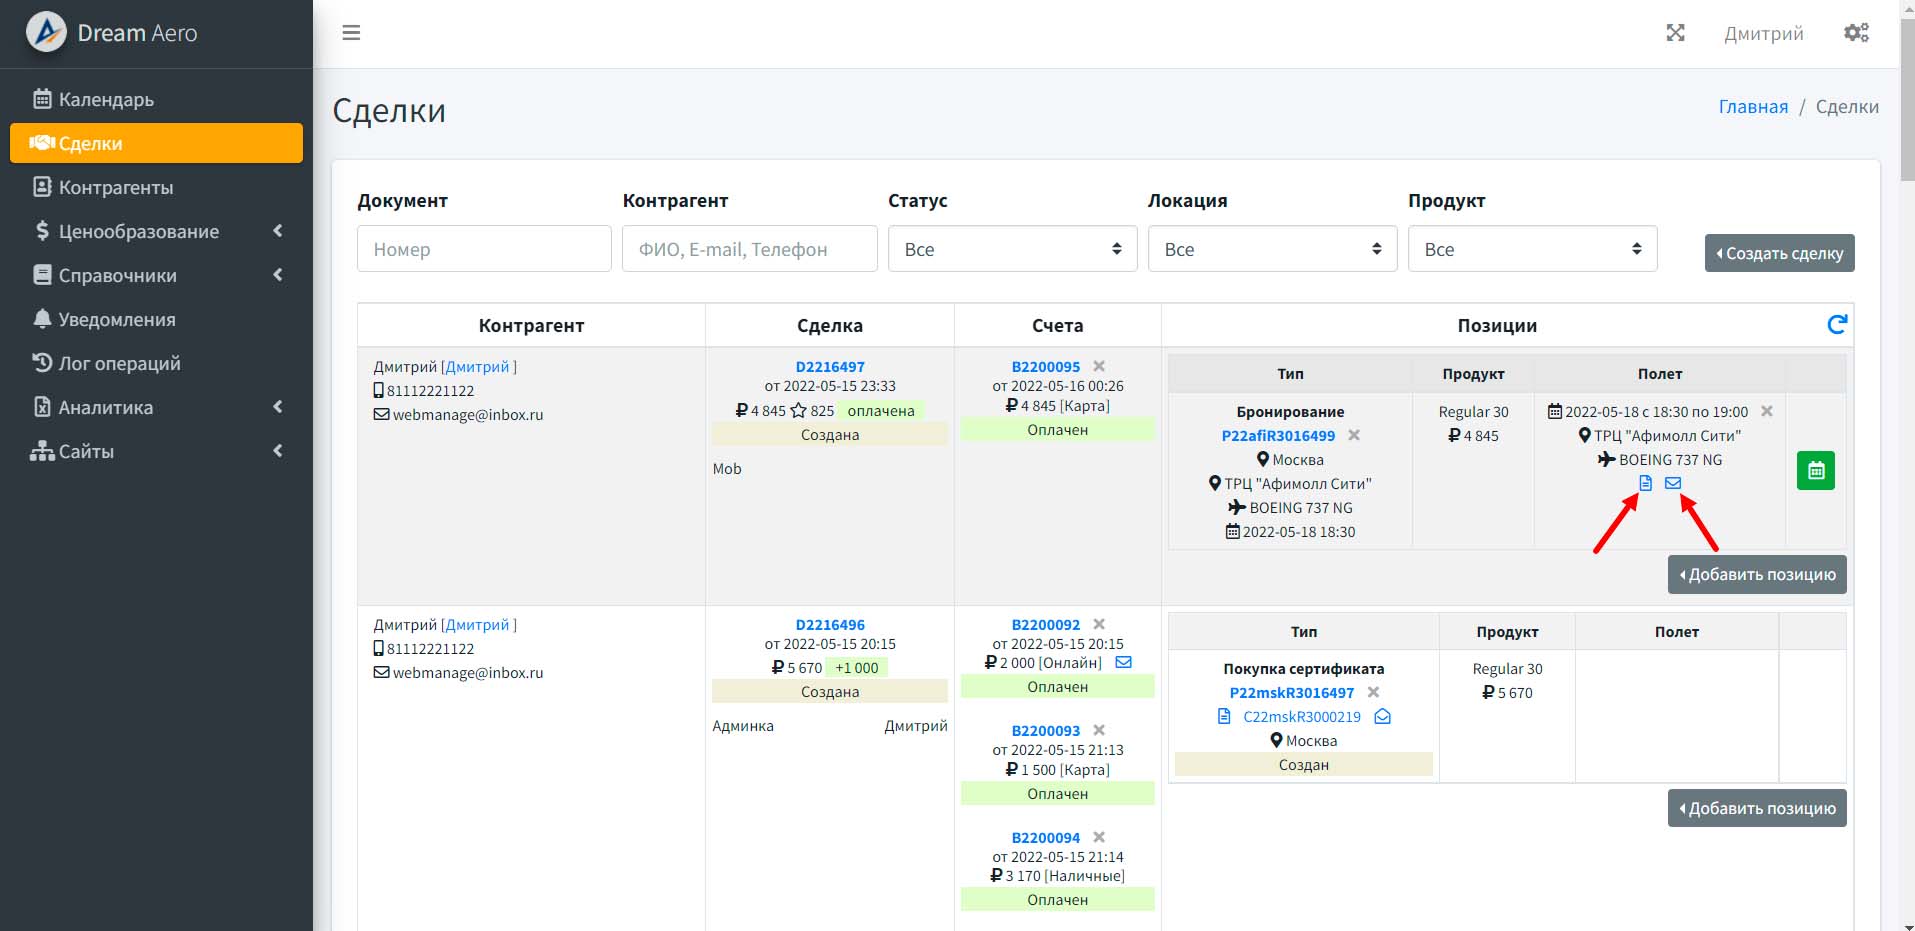 Dream Aero
Дмитрий
Календарь
Сделки
Контрагенты
Ценообразование
Справочники
Уведомления
Лог операций
Аналитика
Сайты
Сделки
Главная / Сделки
Документ
Контрагент
Статус
Локация
Продукт
Номер
ФИО, E-mail, Телефон
Все
Все
Все
Создать сделку
Контрагент
Сделка
Счета
Позиции
Дмитрий [Дмитрий ]
81112221122
webmanage@inbox.ru
D2216497
от 2022-05-15 23:33
₽ 4 845 825 оплачена
Создана
Mob
B2200095
от 2022-05-16 00:26
₽ 4 845 [Карта]
Оплачен
Тип
Продукт
Полет
Бронирование
P22afiR3016499
Москва
ТРЦ "Афимолл Сити"
BOEING 737 NG
2022-05-18 18:30
Regular 30
₽ 4 845
2022-05-18 с 18:30 по 19:00
ТРЦ "Афимолл Сити"
BOEING 737 NG
Добавить позицию
Дмитрий [Дмитрий ]
81112221122
webmanage@inbox.ru
D2216496
от 2022-05-15 20:15
₽ 5 670 +1 000
Создана
Админка Дмитрий
B2200092
от 2022-05-15 20:15
₽ 2 000 [Онлайн]
Оплачен
B2200093
от 2022-05-15 21:13
₽ 1 500 [Карта]
Оплачен
B2200094
от 2022-05-15 21:14
₽ 3 170 [Наличные]
Оплачен
Тип
Продукт
Полет
Покупка сертификата
P22mskR3016497
C22mskR3000219
Москва
Создан
Regular 30
₽ 5 670
Добавить позицию